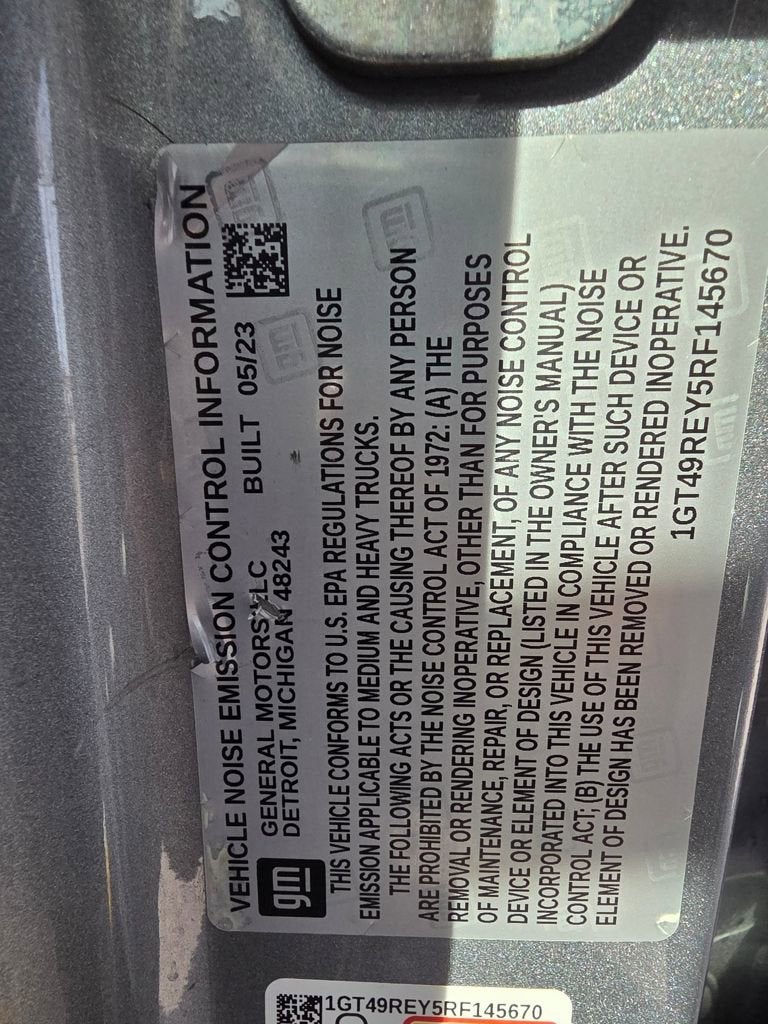 VEHICLE NOISE EMISSION CONTROL INFORMATION
gm
GENERAL MOTORS LLC
DETROIT, MICHIGAN 48243
BUILT 05/23
THIS VEHICLE CONFORMS TO U.S. EPA REGULATIONS FOR NOISE
EMISSION APPLICABLE TO MEDIUM AND HEAVY TRUCKS.
THE FOLLOWING ACTS OR THE CAUSING THEREOF BY ANY PERSON
ARE PROHIBITED BY THE NOISE CONTROL ACT OF 1972: (A) THE
REMOVAL OR RENDERING INOPERATIVE, OTHER THAN FOR PURPOSES
OF MAINTENANCE, REPAIR, OR REPLACEMENT, OF ANY NOISE CONTROL
DEVICE OR ELEMENT OF DESIGN (LISTED IN THE OWNER'S MANUAL)
INCORPORATED INTO THIS VEHICLE IN COMPLIANCE WITH THE NOISE
CONTROL ACT; (B) THE USE OF THIS VEHICLE AFTER SUCH DEVICE OR
ELEMENT OF DESIGN HAS BEEN REMOVED OR RENDERED INOPERATIVE.
1GT49REY5RF145670
1GT49REY5RF145670